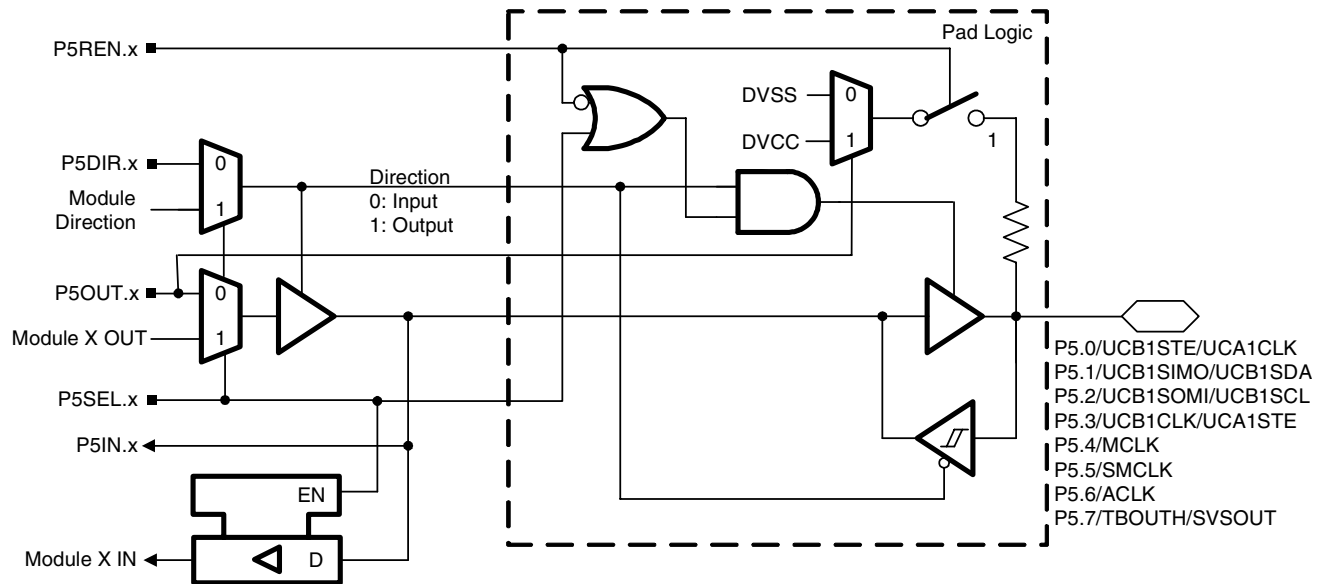 Pad Logic
P5REN.x
DVSS
0
DVCC
1
1
P5DIR.x
0
Module
Direction
1
Direction
0: Input
1: Output
P5OUT.x
0
Module X OUT
1
P5SEL.x
P5IN.x
EN
Module X IN
D
P5.0/UCB1STE/UCA1CLK
P5.1/UCB1SIMO/UCB1SDA
P5.2/UCB1SOMI/UCB1SCL
P5.3/UCB1CLK/UCA1STE
P5.4/MCLK
P5.5/SMCLK
P5.6/ACLK
P5.7/TBOUTH/SVSOUT